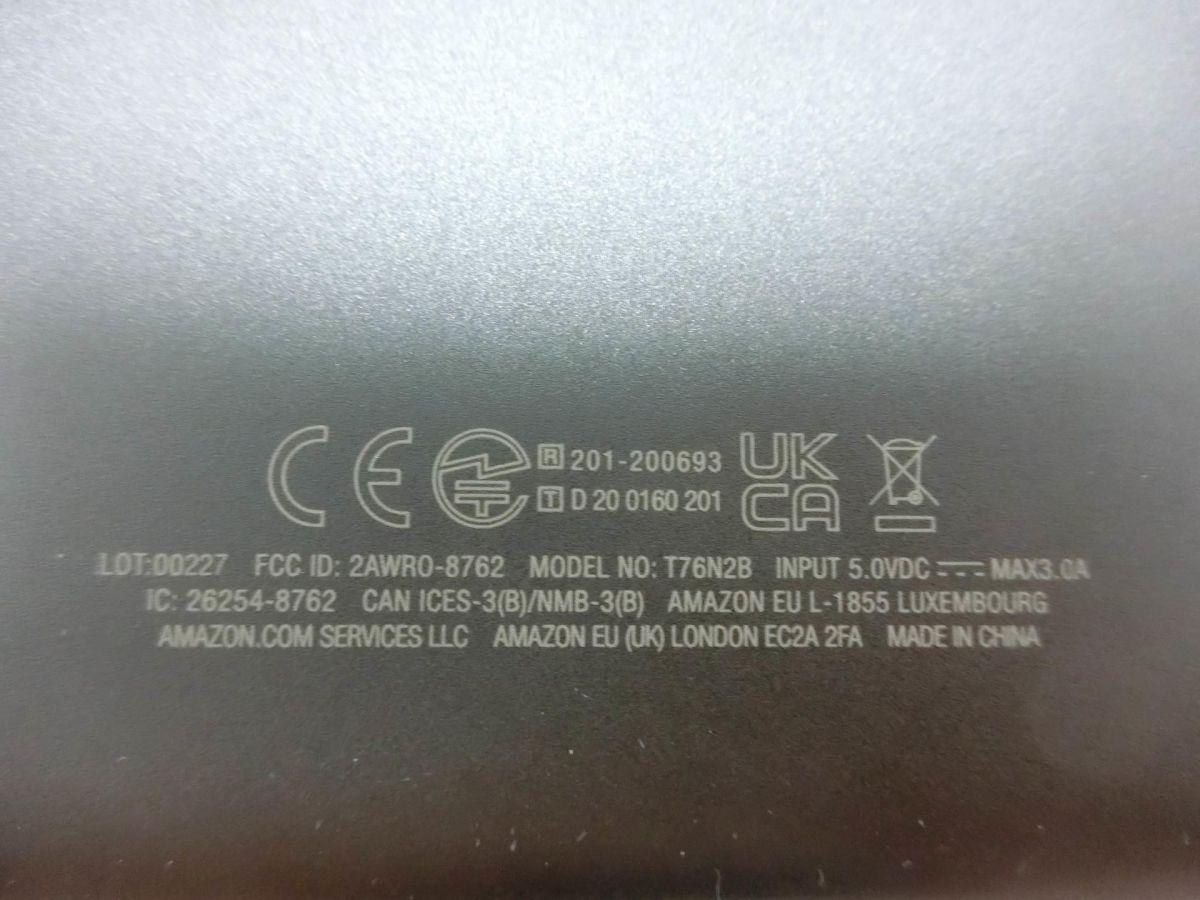 CE R 201-200693 UK
T D 20 0160 201 CA
LOT:00227 FCC ID: 2AWRO-8762 MODEL NO: T76N2B INPUT 5.0VDC ⎓ MAX3.0A
IC: 26254-8762 CAN ICES-3(B)/NMB-3(B) AMAZON EU L-1855 LUXEMBOURG
AMAZON.COM SERVICES LLC AMAZON EU (UK) LONDON EC2A 2FA MADE IN CHINA